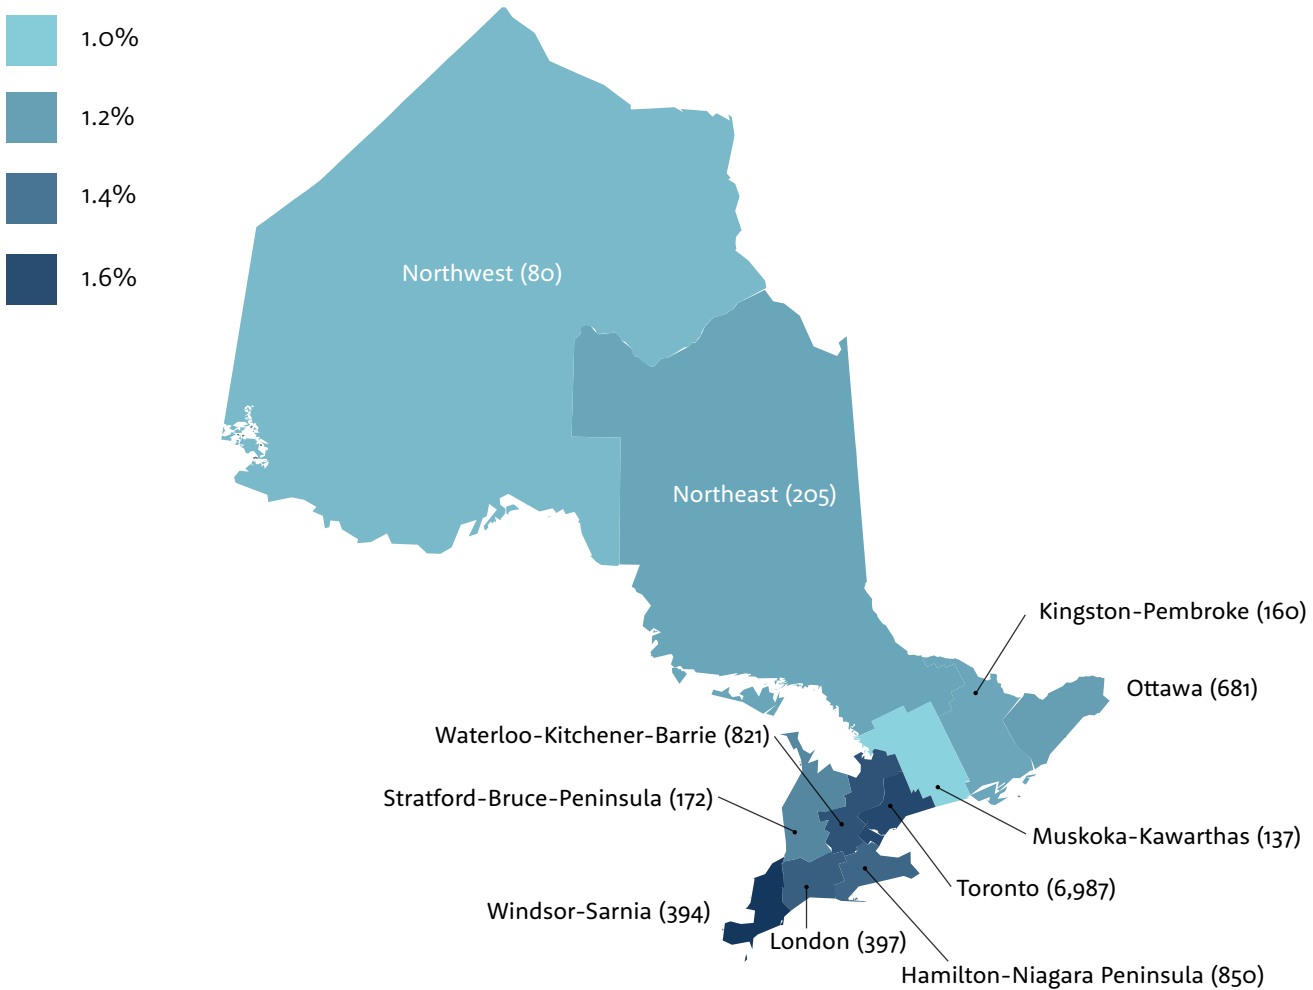 1.0%
1.2%
1.4%
1.6%
Northwest (80)
Northeast (205)
Kingston-Pembroke (160)
Ottawa (681)
Waterloo-Kitchener-Barrie (821)
Stratford-Bruce-Peninsula (172)
Muskoka-Kawarthas (137)
Toronto (6,987)
Windsor-Sarnia (394)
London (397)
Hamilton-Niagara Peninsula (850)